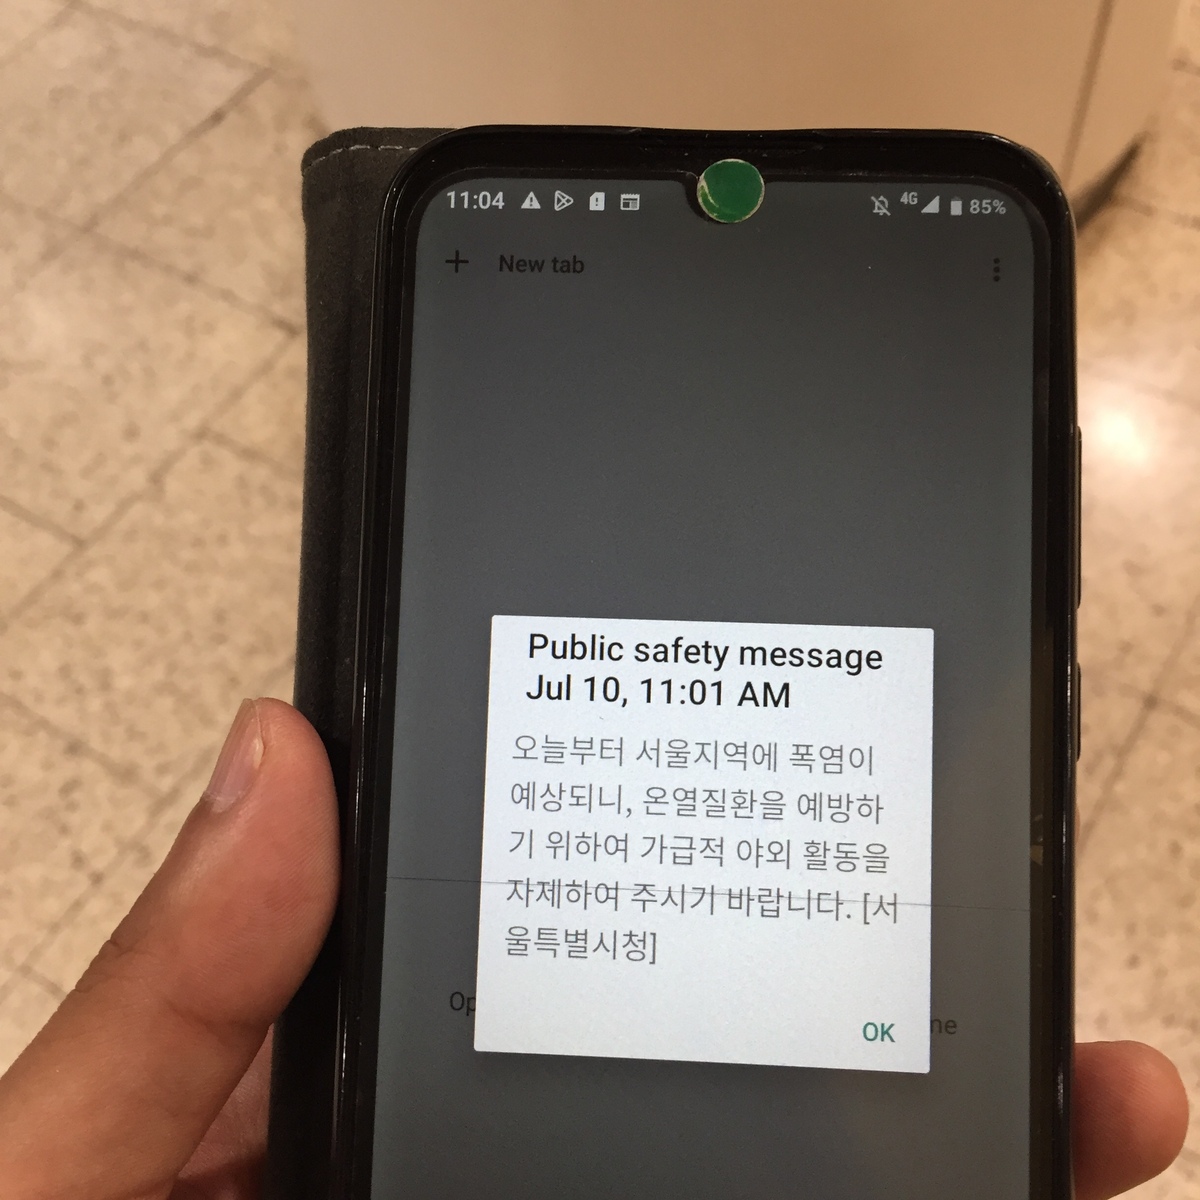 11:04 4G 85%
+ New tab
Public safety message
Jul 10, 11:01 AM
오늘부터 서울지역에 폭염이
예상되니, 온열질환을 예방하
기 위하여 가급적 야외 활동을
자제하여 주시기 바랍니다. [서
울특별시청]
OK